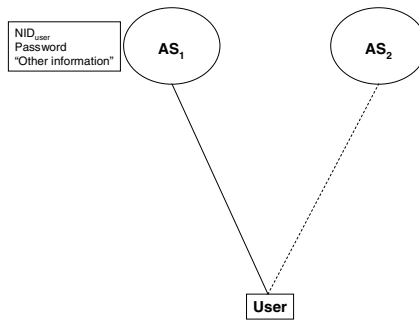 NIDuser
Password
“Other information”
AS1
AS2
User